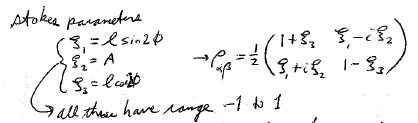 Stokes parameters
ξ₁ = l sin2φ
ξ₂ = A
ξ₃ = l cos2φ
→ ρ_αβ = 1/2 ( 1+ξ₃ ξ₁-iξ₂
ξ₁+iξ₂ 1-ξ₃ )
→ all three have range -1 to 1